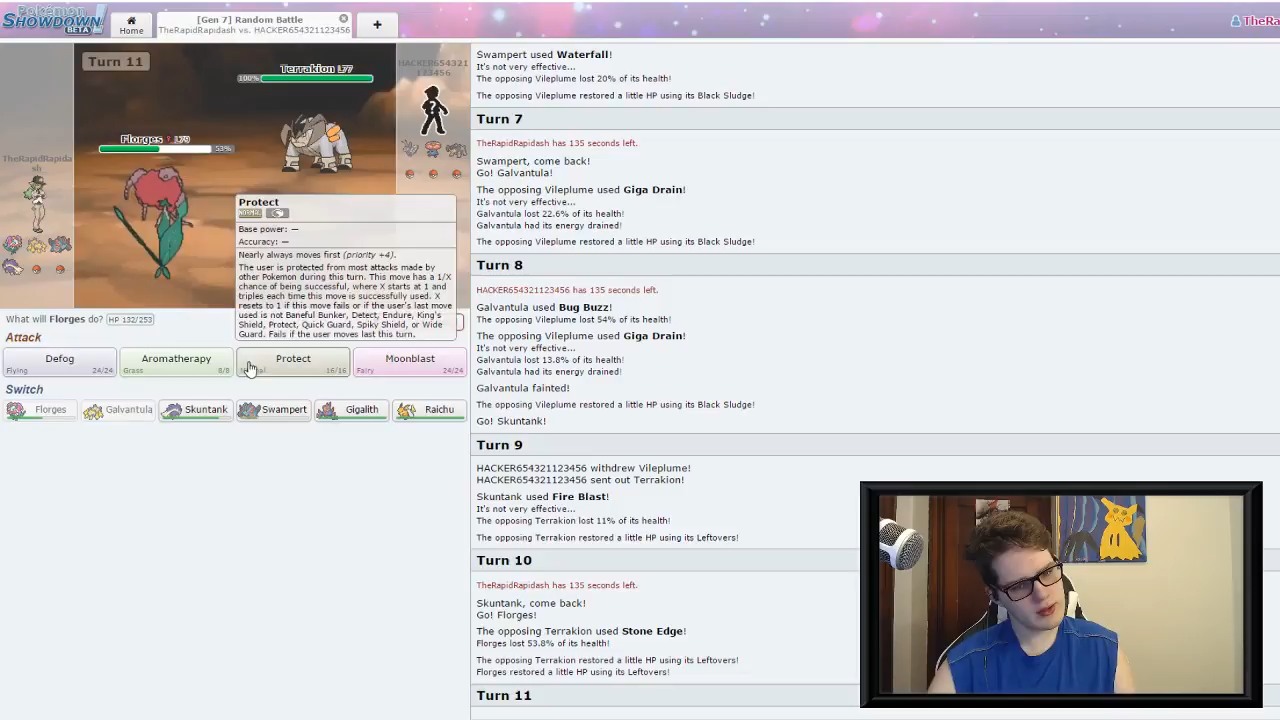 Pokémon
SHOWDOWN!
BETA
Home
[Gen 7] Random Battle
TheRapidRapidash vs. HACKER654321123456
+
TheRa
Turn 11
Terrakion L77
100%
HACKER654321
123456
Florges ♀ L79
53%
TheRapidRapida
sh
Protect
NORMAL
Base power: —
Accuracy: —
Nearly always moves first (priority +4).
The user is protected from most attacks made by
other Pokemon during this turn. This move has a 1/X
chance of being successful, where X starts at 1 and
triples each time this move is successfully used. X
resets to 1 if this move fails or if the user's last move
used is not Baneful Bunker, Detect, Endure, King's
Shield, Protect, Quick Guard, Spiky Shield, or Wide
Guard. Fails if the user moves last this turn.
What will Florges do? HP 132/253
Attack
Defog
Flying 24/24
Aromatherapy
Grass 8/8
Protect
16/16
Moonblast
Fairy 24/24
Switch
Florges
Galvantula
Skuntank
Swampert
Gigalith
Raichu
Swampert used Waterfall!
It's not very effective...
The opposing Vileplume lost 20% of its health!
The opposing Vileplume restored a little HP using its Black Sludge!
Turn 7
TheRapidRapidash has 135 seconds left.
Swampert, come back!
Go! Galvantula!
The opposing Vileplume used Giga Drain!
It's not very effective...
Galvantula lost 22.6% of its health!
Galvantula had its energy drained!
The opposing Vileplume restored a little HP using its Black Sludge!
Turn 8
HACKER654321123456 has 135 seconds left.
Galvantula used Bug Buzz!
The opposing Vileplume lost 54% of its health!
The opposing Vileplume used Giga Drain!
It's not very effective...
Galvantula lost 13.8% of its health!
Galvantula had its energy drained!
Galvantula fainted!
The opposing Vileplume restored a little HP using its Black Sludge!
Go! Skuntank!
Turn 9
HACKER654321123456 withdrew Vileplume!
HACKER654321123456 sent out Terrakion!
Skuntank used Fire Blast!
It's not very effective...
The opposing Terrakion lost 11% of its health!
The opposing Terrakion restored a little HP using its Leftovers!
Turn 10
TheRapidRapidash has 135 seconds left.
Skuntank, come back!
Go! Florges!
The opposing Terrakion used Stone Edge!
Florges lost 53.8% of its health!
The opposing Terrakion restored a little HP using its Leftovers!
Florges restored a little HP using its Leftovers!
Turn 11